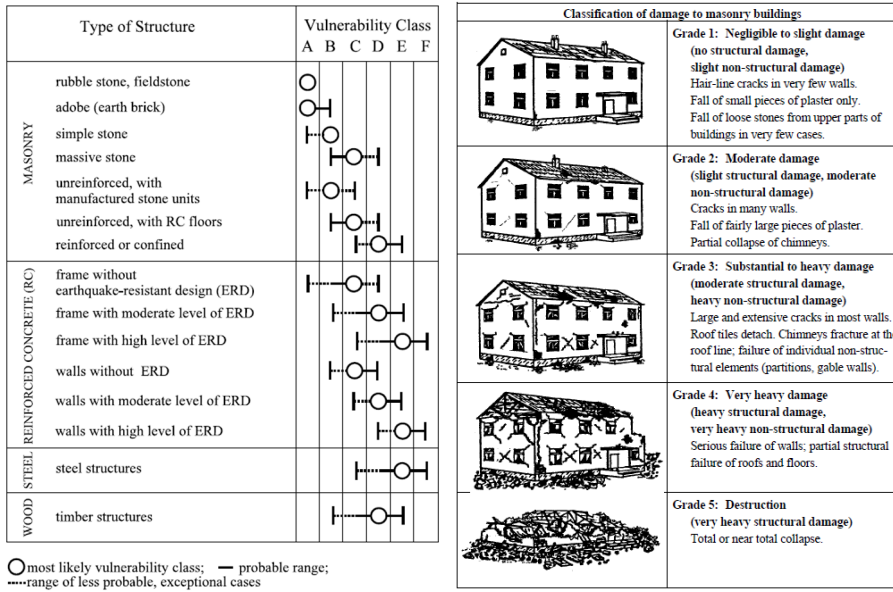 Type of Structure
Vulnerability Class
A B C D E F
MASONRY
rubble stone, fieldstone
adobe (earth brick)
simple stone
massive stone
unreinforced, with
manufactured stone units
unreinforced, with RC floors
reinforced or confined
REINFORCED CONCRETE (RC)
frame without
earthquake-resistant design (ERD)
frame with moderate level of ERD
frame with high level of ERD
walls without ERD
walls with moderate level of ERD
walls with high level of ERD
STEEL
steel structures
WOOD
timber structures
most likely vulnerability class; probable range;
range of less probable, exceptional cases
Classification of damage to masonry buildings
Grade 1: Negligible to slight damage
(no structural damage,
slight non-structural damage)
Hair-line cracks in very few walls.
Fall of small pieces of plaster only.
Fall of loose stones from upper parts of
buildings in very few cases.
Grade 2: Moderate damage
(slight structural damage, moderate
non-structural damage)
Cracks in many walls.
Fall of fairly large pieces of plaster.
Partial collapse of chimneys.
Grade 3: Substantial to heavy damage
(moderate structural damage,
heavy non-structural damage)
Large and extensive cracks in most walls.
Roof tiles detach. Chimneys fracture at the
roof line; failure of individual non-struc-
tural elements (partitions, gable walls).
Grade 4: Very heavy damage
(heavy structural damage,
very heavy non-structural damage)
Serious failure of walls; partial structural
failure of roofs and floors.
Grade 5: Destruction
(very heavy structural damage)
Total or near total collapse.